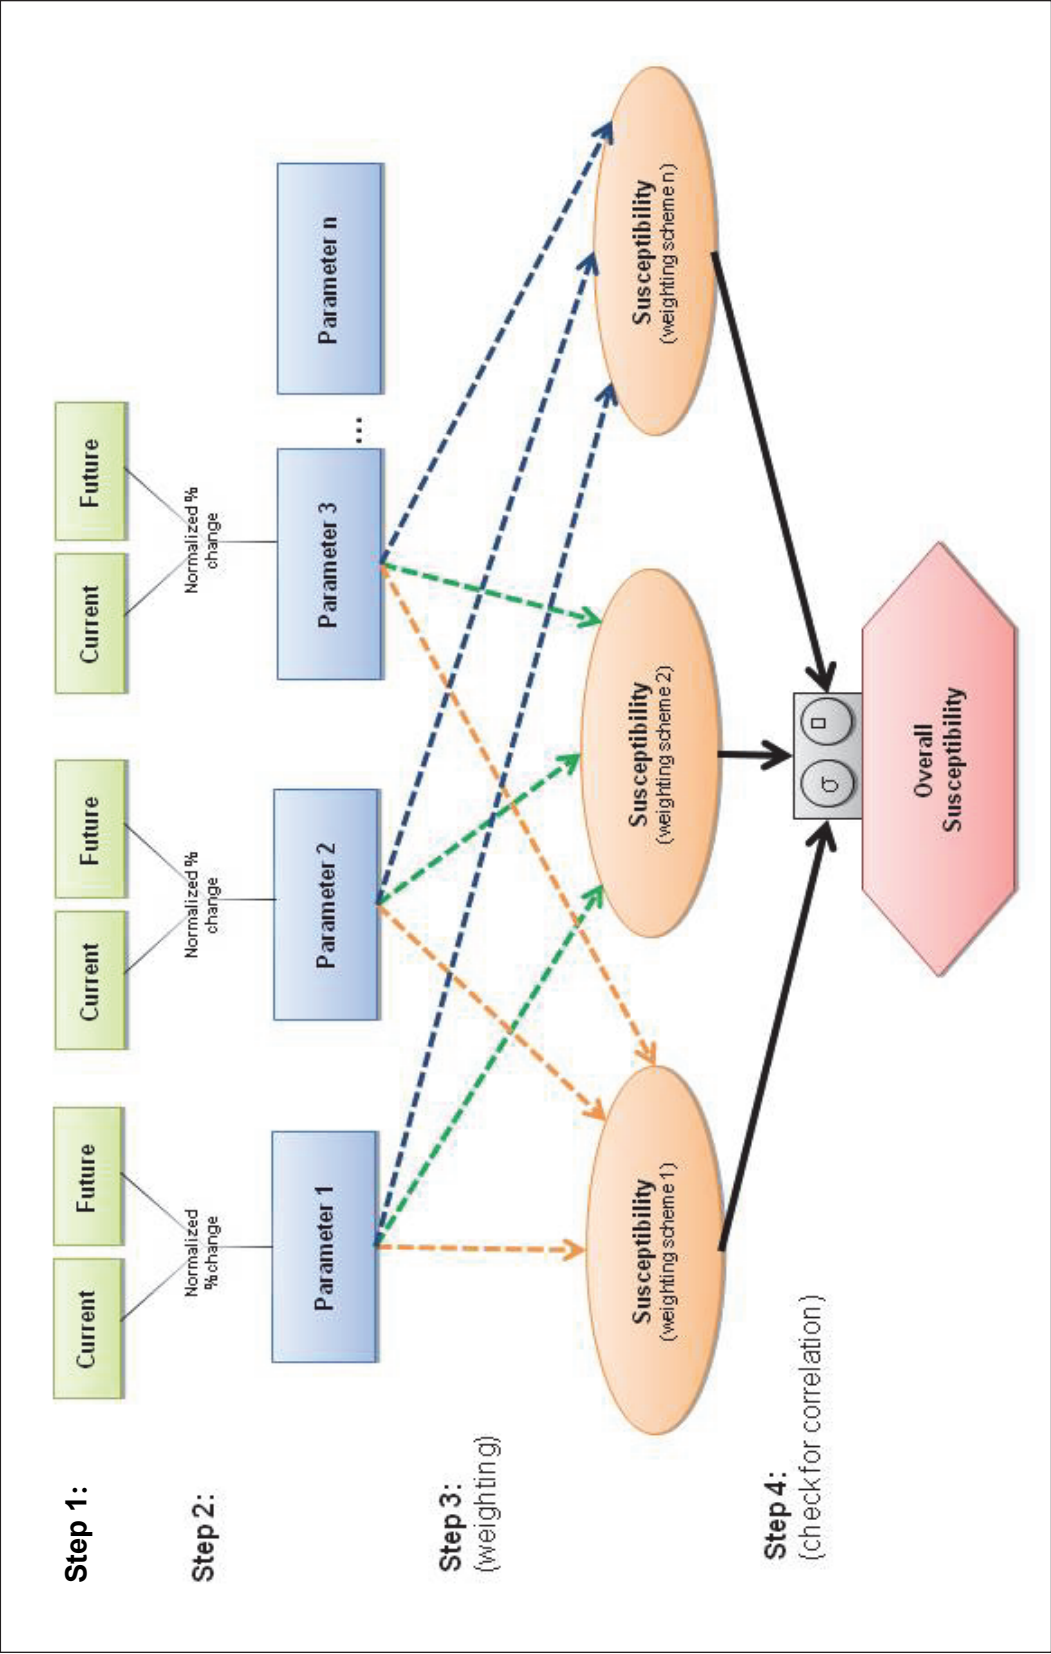 Step 1:
Current
Future
Current
Future
Current
Future
Step 2:
Normalized
% change
Normalized %
change
Normalized %
change
Parameter 1
Parameter 2
Parameter 3
...
Parameter n
Step 3:
(weighting)
Susceptibility
(weighting scheme 1)
Susceptibility
(weighting scheme 2)
Susceptibility
(weighting scheme n)
Step 4:
(check for correlation)
σ
Overall
Susceptibility